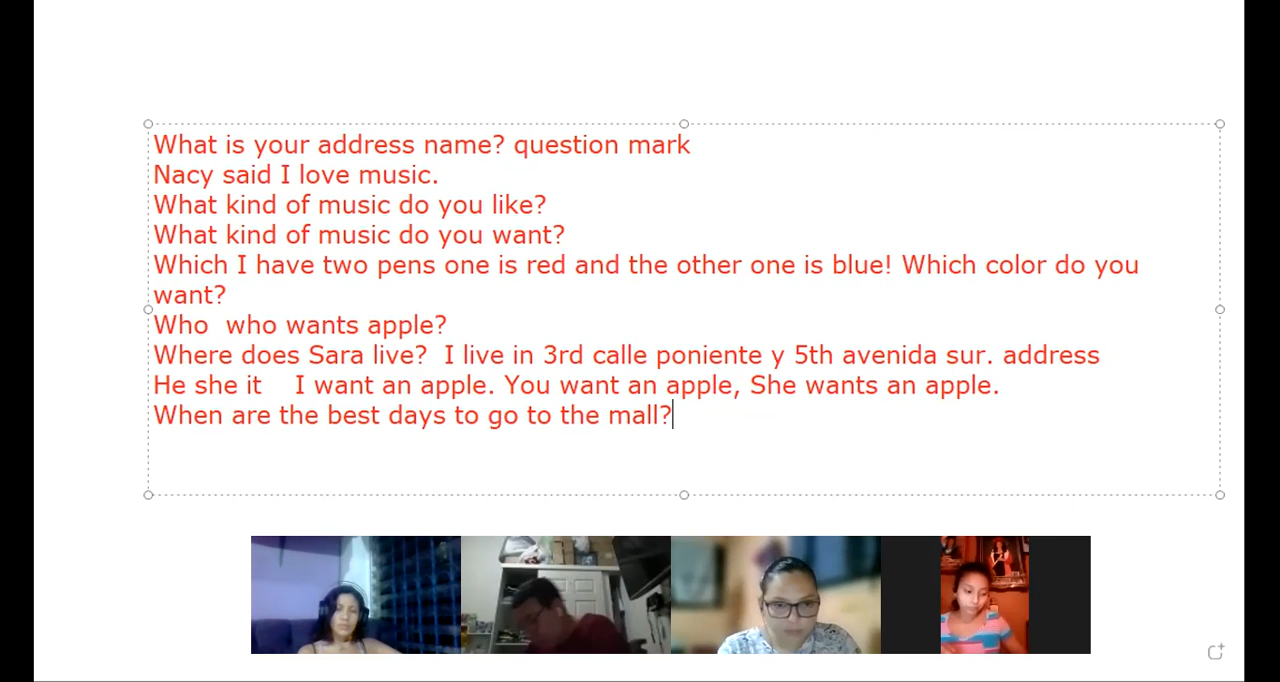 What is your address name? question mark
Nacy said I love music.
What kind of music do you like?
What kind of music do you want?
Which I have two pens one is red and the other one is blue! Which color do you
want?
Who  who wants apple?
Where does Sara live?  I live in 3rd calle poniente y 5th avenida sur. address
He she it    I want an apple. You want an apple, She wants an apple.
When are the best days to go to the mall?